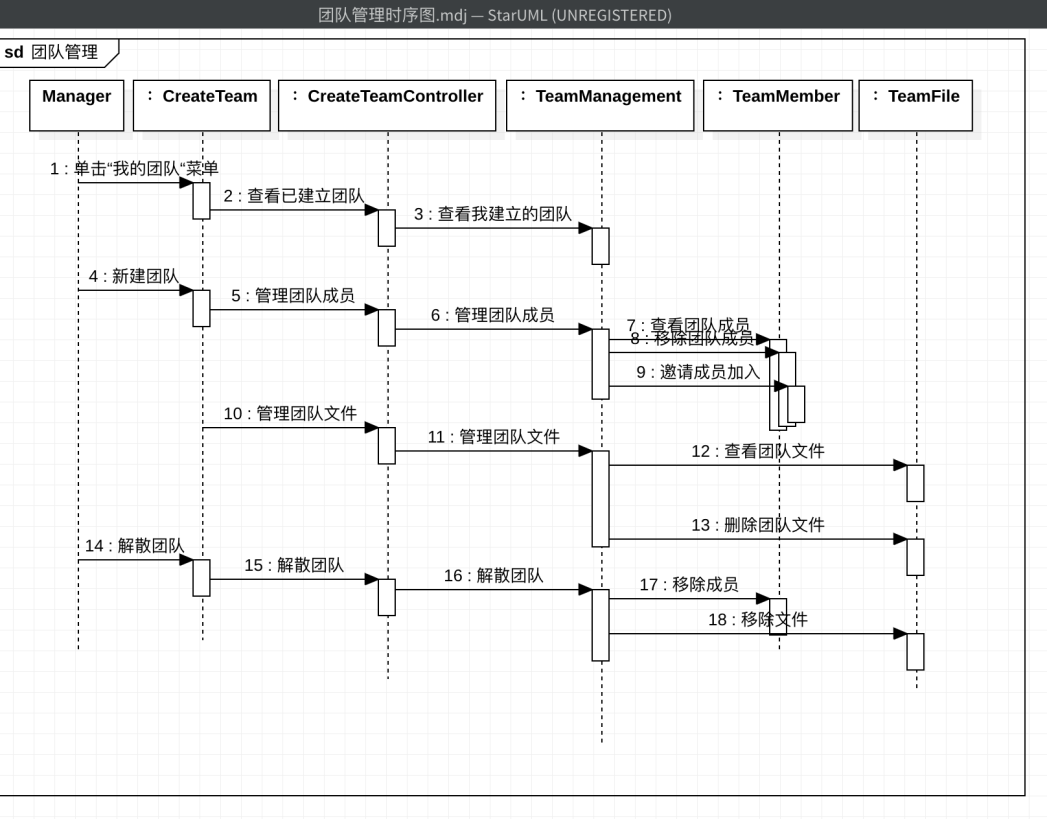 团队管理时序图.mdj — StarUML (UNREGISTERED)
sd 团队管理
Manager
: CreateTeam
: CreateTeamController
: TeamManagement
: TeamMember
: TeamFile
1 : 单击“我的团队“菜单
2 : 查看已建立团队
3 : 查看我建立的团队
4 : 新建团队
5 : 管理团队成员
6 : 管理团队成员
7 : 查看团队成员
8 : 移除团队成员
9 : 邀请成员加入
10 : 管理团队文件
11 : 管理团队文件
12 : 查看团队文件
13 : 删除团队文件
14 : 解散团队
15 : 解散团队
16 : 解散团队
17 : 移除成员
18 : 移除文件